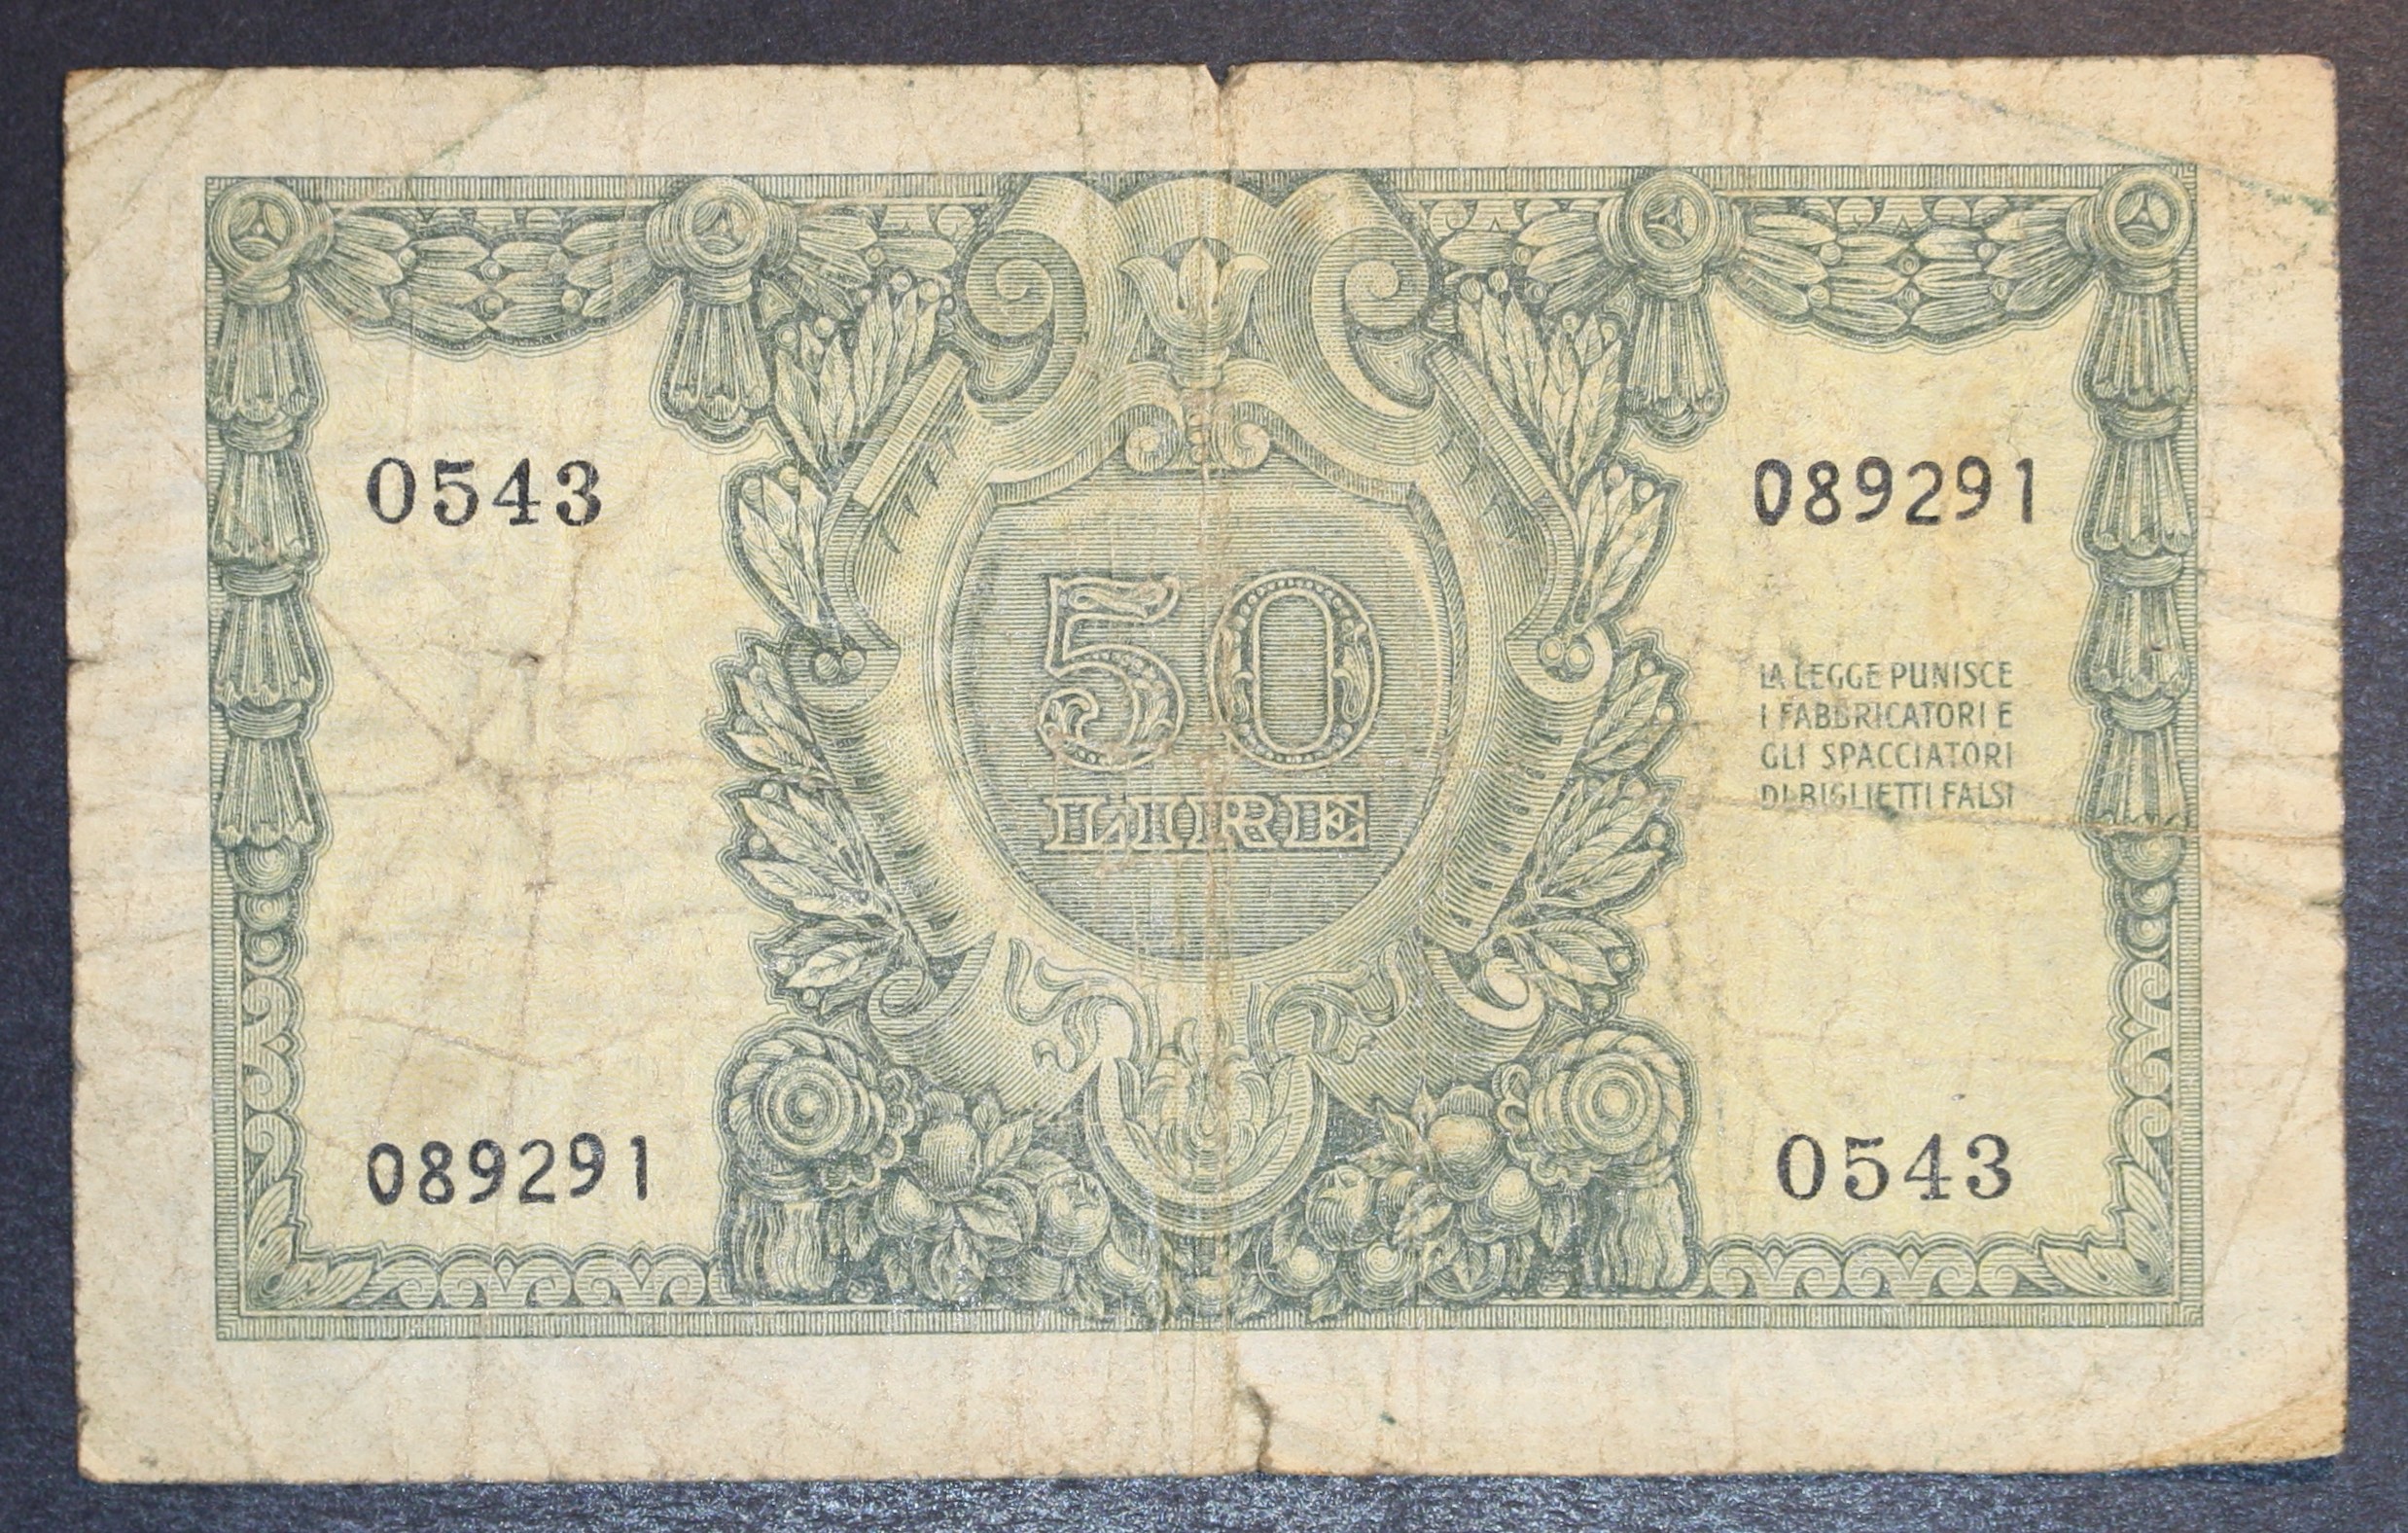 0543
089291
50
LIRE
LA LEGGE PUNISCE
I FABBRICATORI E
GLI SPACCIATORI
DI BIGLIETTI FALSI
089291
0543